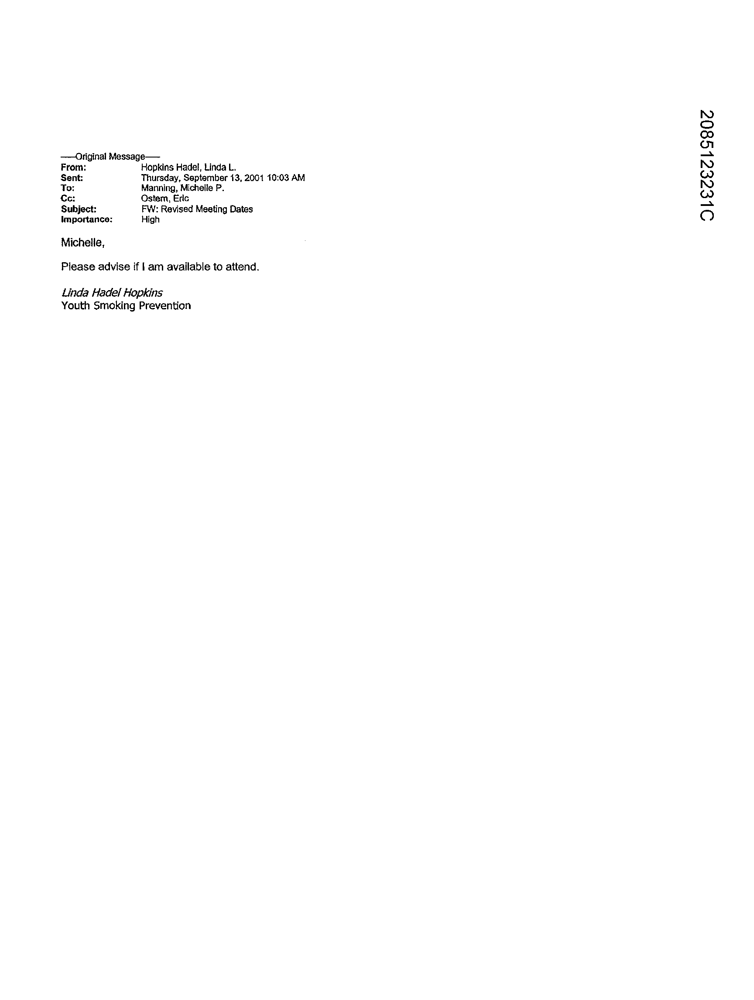 -----Original Message-----
From: Hopkins Hadel, Linda L.
Sent: Thursday, September 13, 2001 10:03 AM
To: Manning, Michelle P.
Cc: Ostern, Eric
Subject: FW: Revised Meeting Dates
Importance: High
Michelle,
Please advise if I am available to attend.
Linda Hadel Hopkins
Youth Smoking Prevention
2085123231C